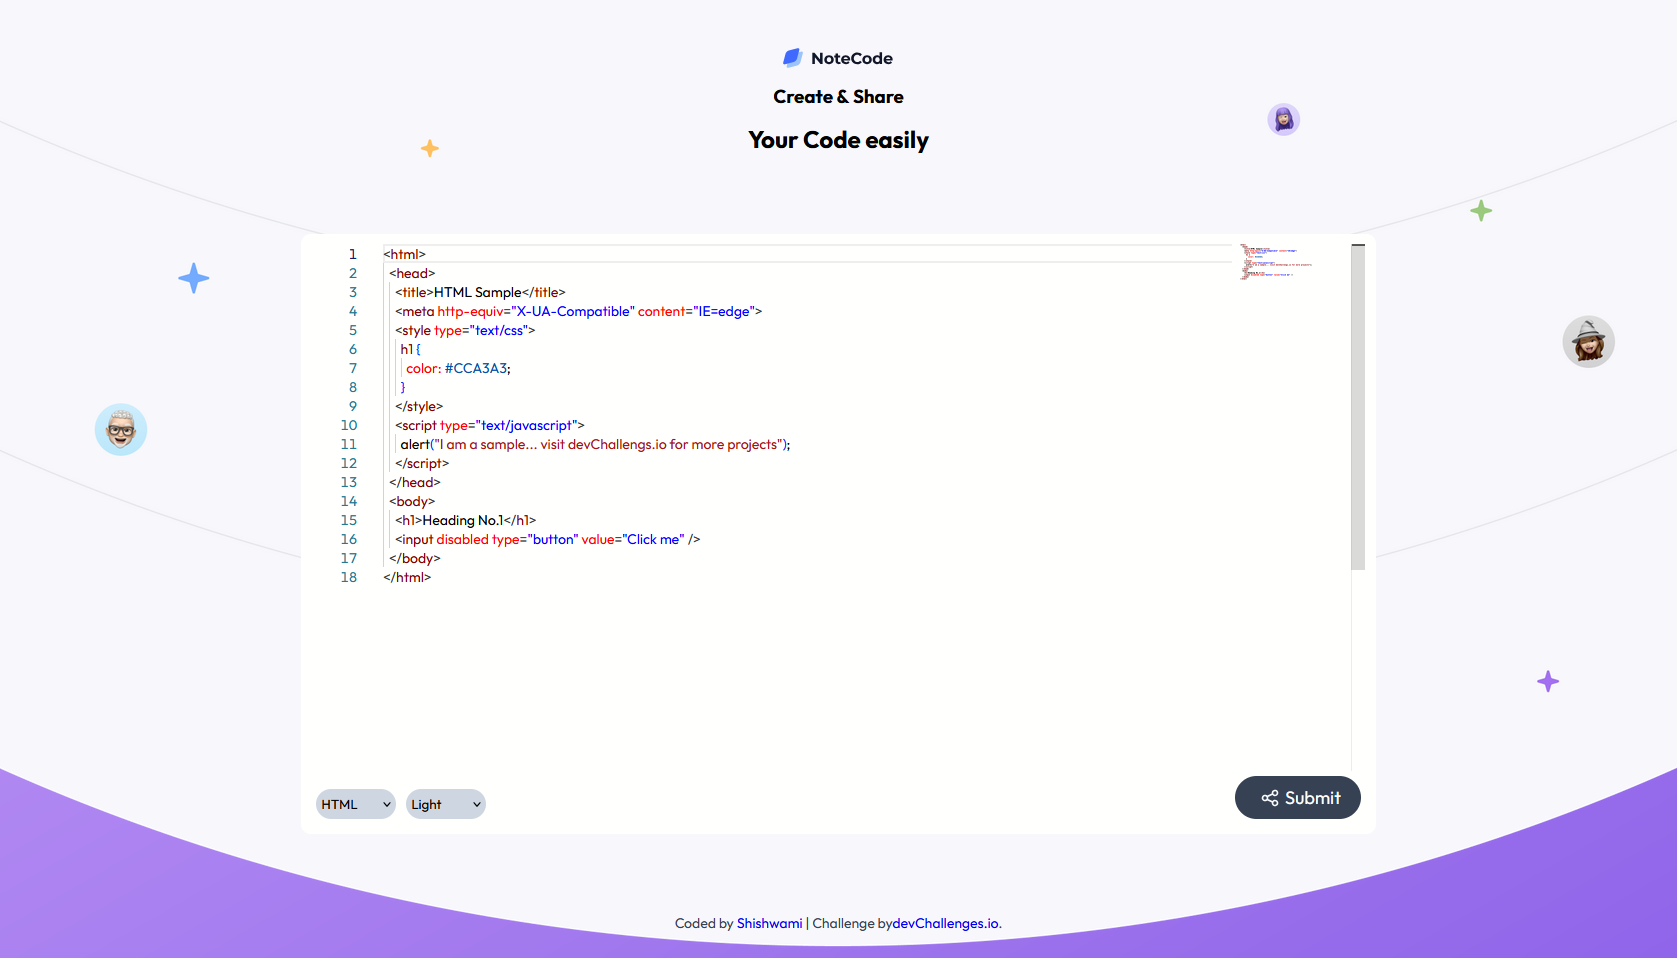 NoteCode
Create & Share
Your Code easily
1 <html>
2 <head>
3 <title>HTML Sample</title>
4 <meta http-equiv="X-UA-Compatible" content="IE=edge">
5 <style type="text/css">
6 h1 {
7 color: #CCA3A3;
8 }
9 </style>
10 <script type="text/javascript">
11 alert("I am a sample... visit devChallengs.io for more projects");
12 </script>
13 </head>
14 <body>
15 <h1>Heading No.1</h1>
16 <input disabled type="button" value="Click me" />
17 </body>
18 </html>
HTML Light Submit
Coded by Shishwami | Challenge bydevChallenges.io.